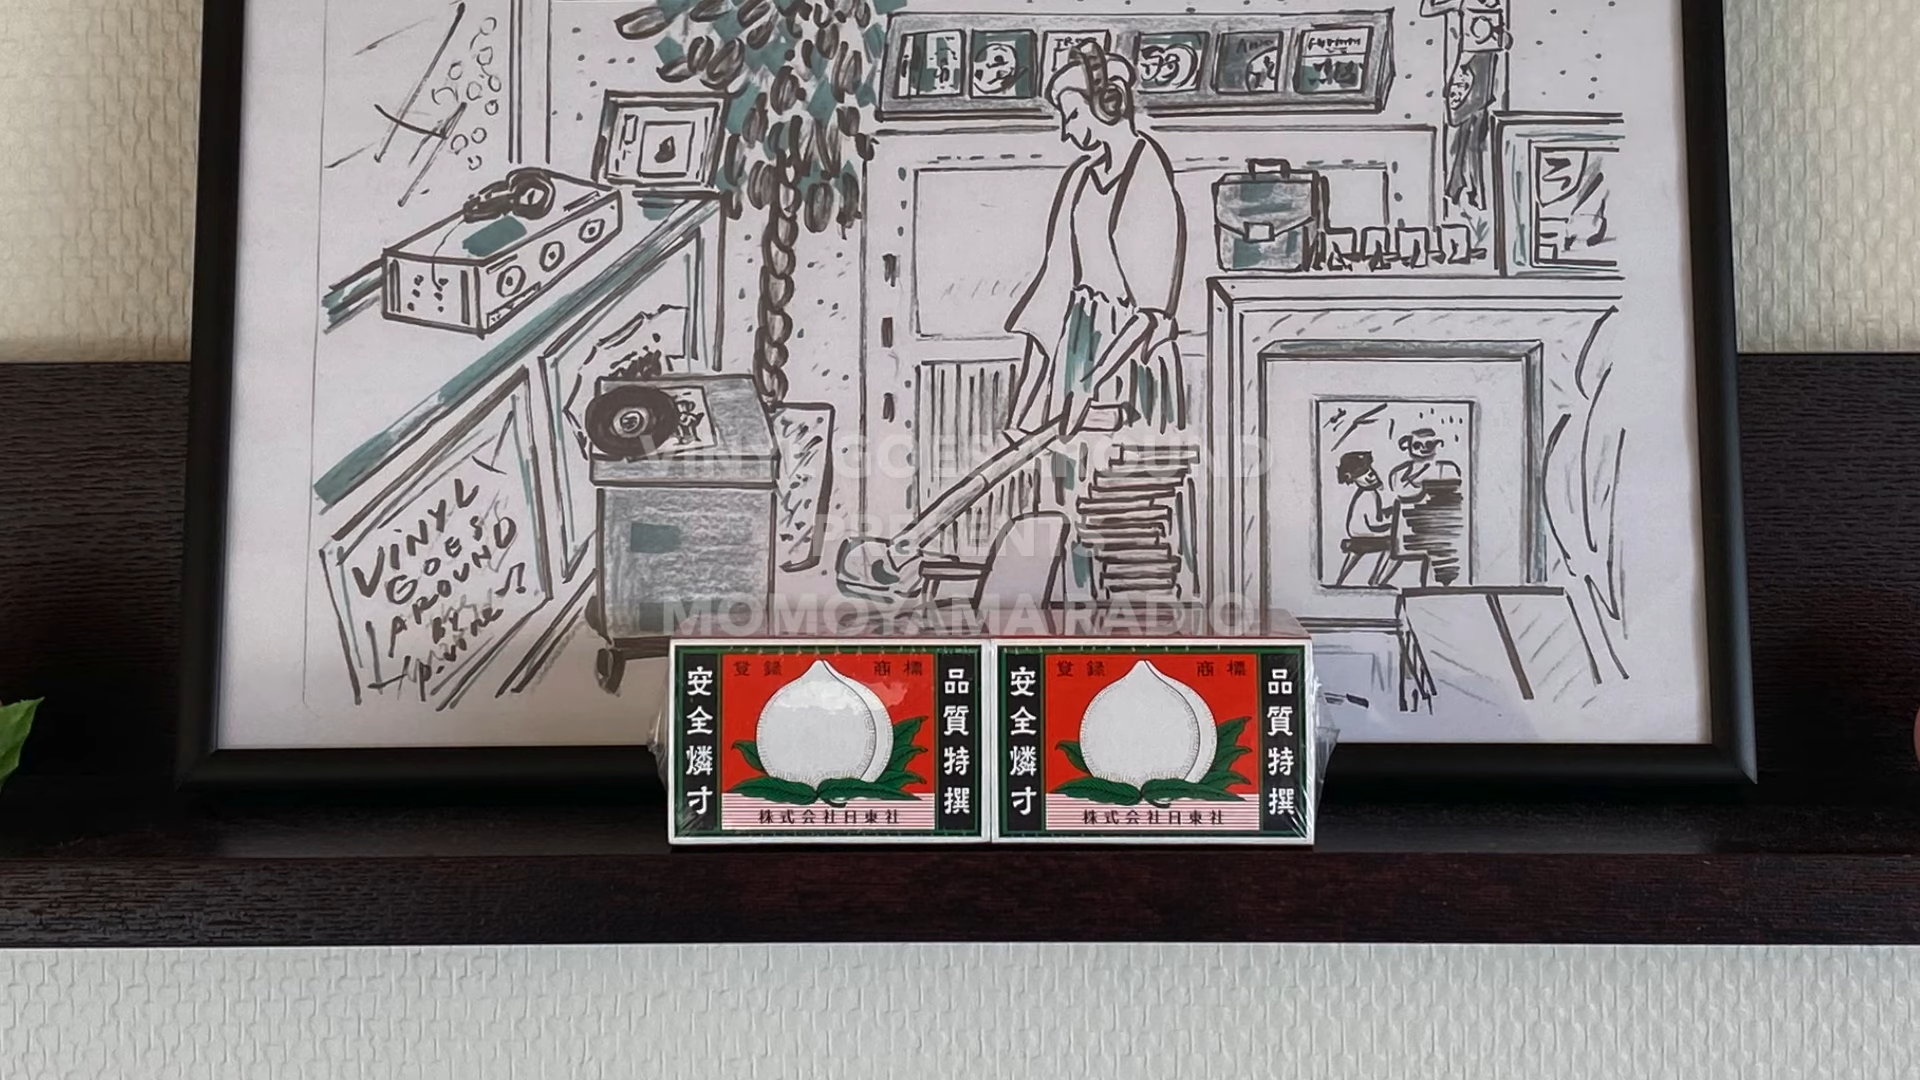 VINYL
GOES
AROUND
BY
p-vine
VINYL GOES AROUND
PRESENTS
MOMOYAMA RADIO
登録 商標
安全燐寸
品質特撰
株式会社日東社
登録 商標
安全燐寸
品質特撰
株式会社日東社